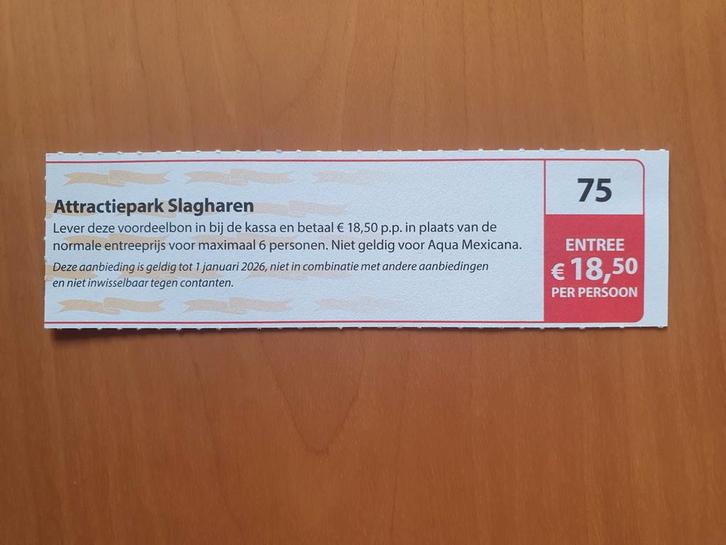 Attractiepark Slagharen
Lever deze voordeelbon in bij de kassa en betaal € 18,50 p.p. in plaats van de
normale entreeprijs voor maximaal 6 personen. Niet geldig voor Aqua Mexicana.
Deze aanbieding is geldig tot 1 januari 2026, niet in combinatie met andere aanbiedingen
en niet inwisselbaar tegen contanten.
75
ENTREE
€ 18,50
PER PERSOON